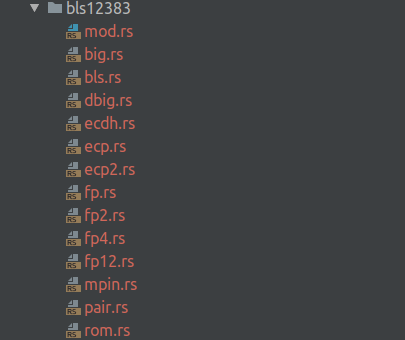 bls12383
mod.rs
big.rs
bls.rs
dbig.rs
ecdh.rs
ecp.rs
ecp2.rs
fp.rs
fp2.rs
fp4.rs
fp12.rs
mpin.rs
pair.rs
rom.rs